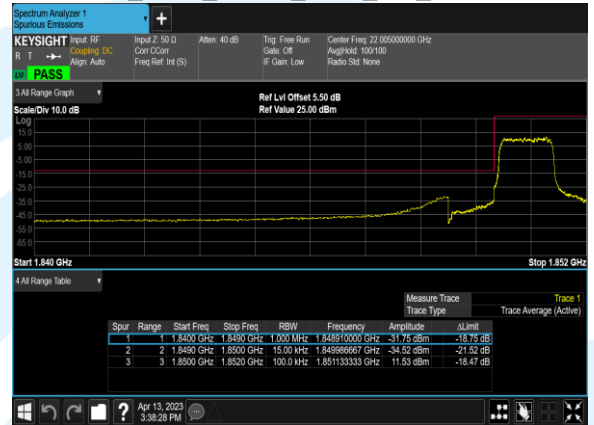 Spectrum Analyzer 1
Spurious Emissions
KEYSIGHT Input: RF Input Z: 50 Ω Atten: 40 dB Trig: Free Run Center Freq: 22.005000000 GHz
R T Coupling: DC Corr CCorr Gate: Off Avg|Hold: 100/100
Align: Auto Freq Ref: Int (S) IF Gain: Low Radio Std: None
PASS
3 All Range Graph
Ref Lvl Offset 5.50 dB
Scale/Div 10.0 dB Ref Value 25.00 dBm
Log
15.0
5.00
-5.00
-15.0
-25.0
-35.0
-45.0
-55.0
-65.0
Start 1.840 GHz Stop 1.852 GHz
4 All Range Table
Measure Trace Trace 1
Trace Type Trace Average (Active)
Spur Range Start Freq Stop Freq RBW Frequency Amplitude ΔLimit
1 1 1.8400 GHz 1.8490 GHz 1.000 MHz 1.848910000 GHz -31.75 dBm -18.75 dB
2 2 1.8490 GHz 1.8500 GHz 15.00 kHz 1.849986667 GHz -34.52 dBm -21.52 dB
3 3 1.8500 GHz 1.8520 GHz 100.0 kHz 1.851133333 GHz 11.53 dBm -18.47 dB
Apr 13, 2023
3:38:28 PM